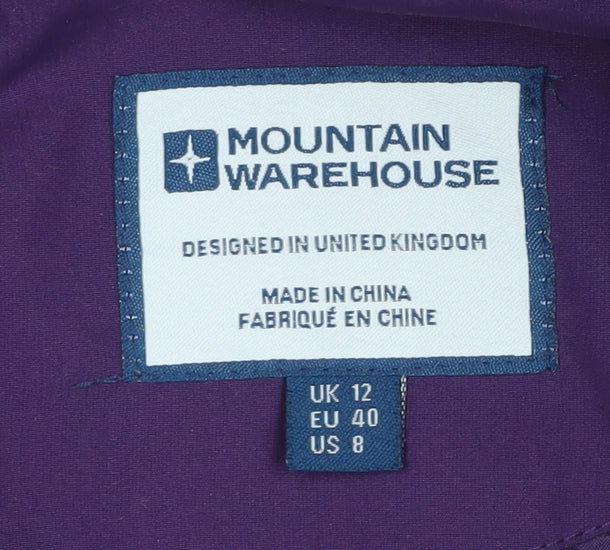 MOUNTAIN
WAREHOUSE
DESIGNED IN UNITED KINGDOM
MADE IN CHINA
FABRIQUÉ EN CHINE
UK 12
EU 40
US 8